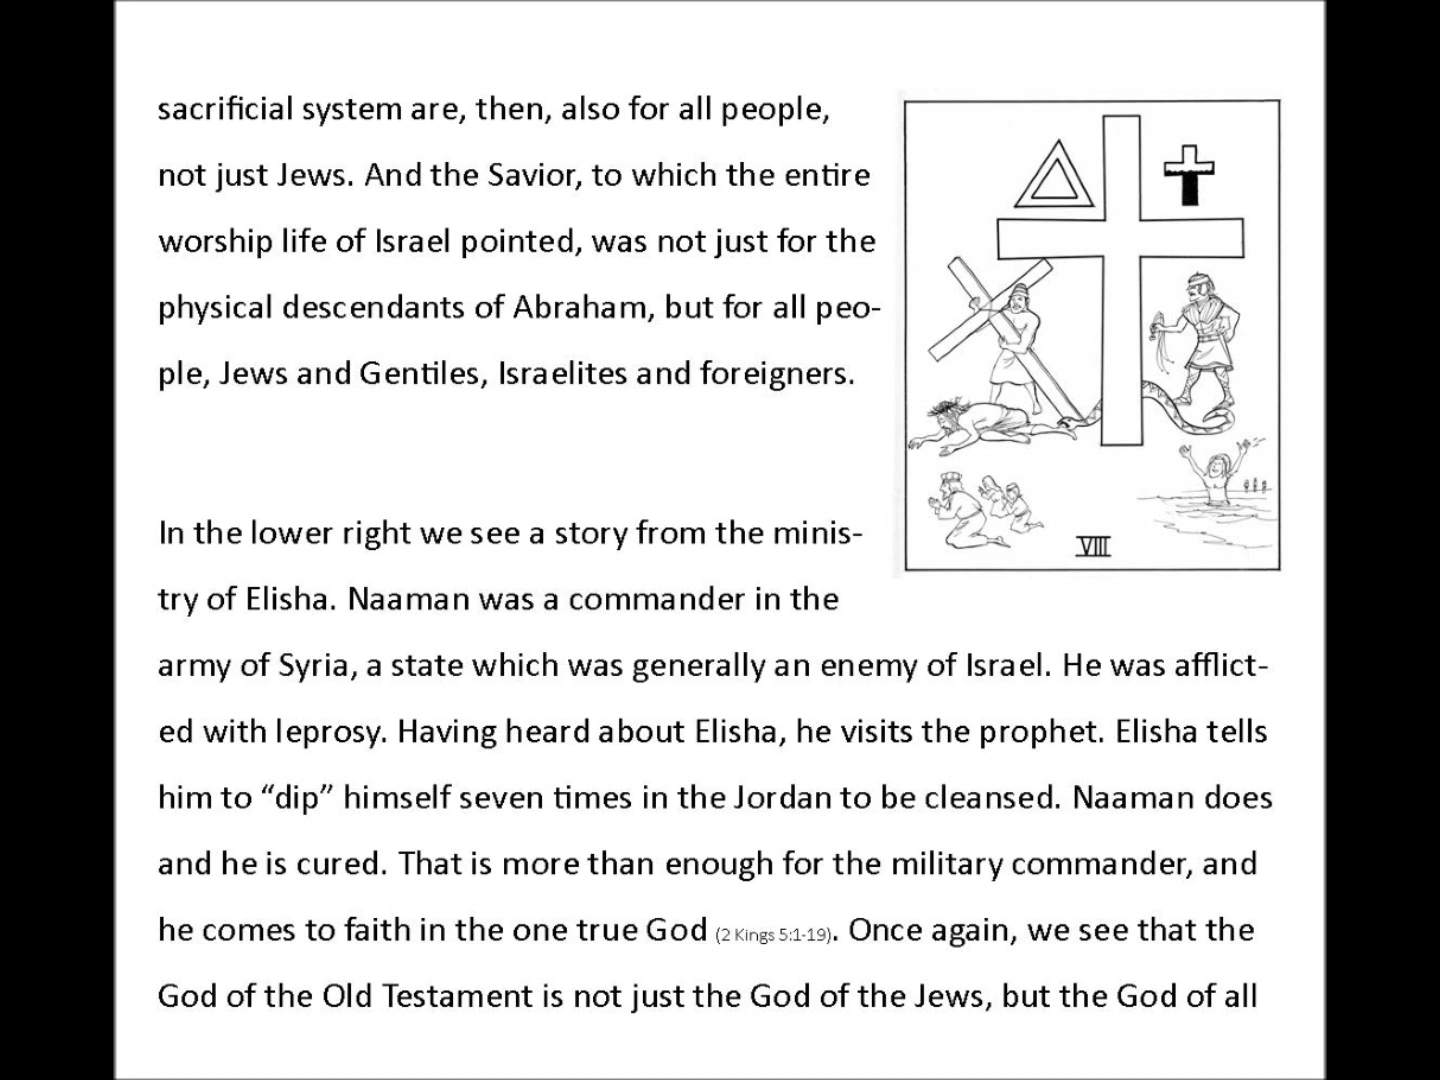 sacrificial system are, then, also for all people,
not just Jews. And the Savior, to which the entire
worship life of Israel pointed, was not just for the
physical descendants of Abraham, but for all peo-
ple, Jews and Gentiles, Israelites and foreigners.
VIII
In the lower right we see a story from the minis-
try of Elisha. Naaman was a commander in the
army of Syria, a state which was generally an enemy of Israel. He was afflict-
ed with leprosy. Having heard about Elisha, he visits the prophet. Elisha tells
him to “dip” himself seven times in the Jordan to be cleansed. Naaman does
and he is cured. That is more than enough for the military commander, and
he comes to faith in the one true God (2 Kings 5:1-19). Once again, we see that the
God of the Old Testament is not just the God of the Jews, but the God of all